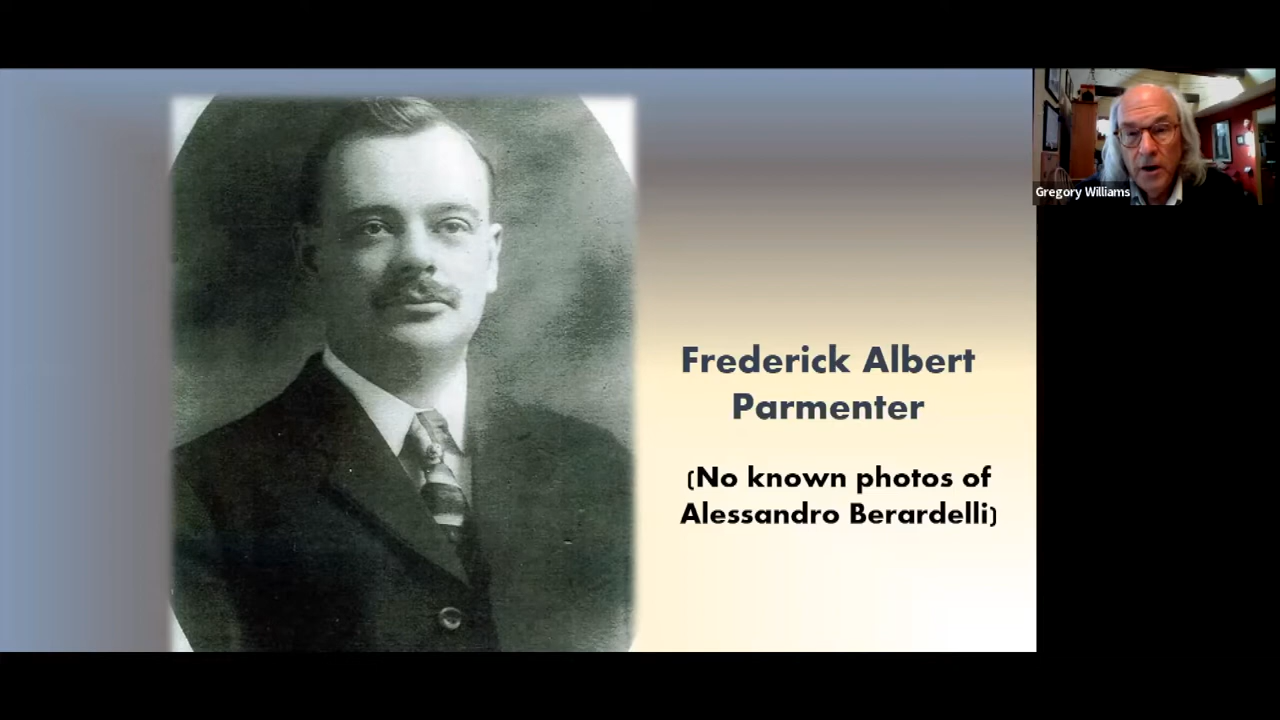 Gregory Williams
Frederick Albert
Parmenter
(No known photos of
Alessandro Berardelli)